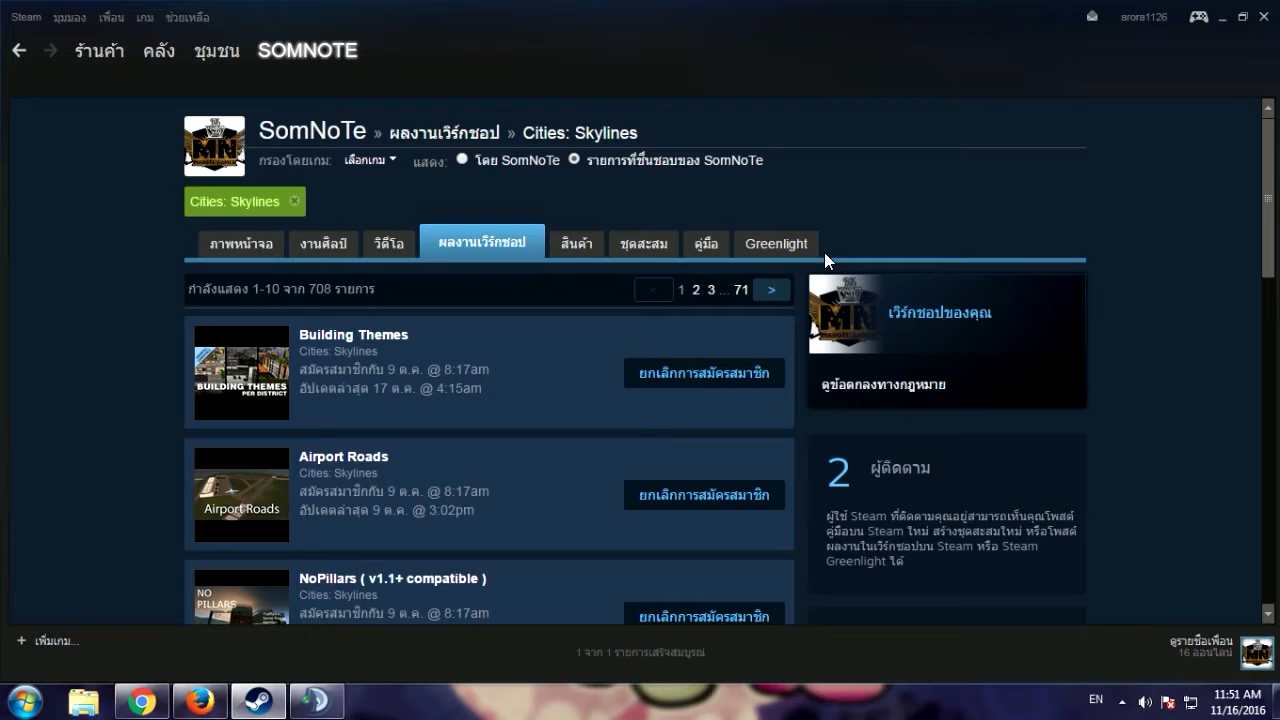 Steam มุมมอง เพื่อน เกม ช่วยเหลือ
arora1126
ร้านค้า คลัง ชุมชน SOMNOTE
SomNoTe » ผลงานเวิร์กชอป » Cities: Skylines
กรองโดยเกม: เลือกเกม แสดง: โดย SomNoTe รายการที่ชื่นชอบของ SomNoTe
Cities: Skylines
ภาพหน้าจอ งานศิลป์ วิดีโอ ผลงานเวิร์กชอป สินค้า ชุดสะสม คู่มือ Greenlight
กำลังแสดง 1-10 จาก 708 รายการ
< 1 2 3 ... 71 >
Building Themes
Cities: Skylines
สมัครสมาชิกกับ 9 ต.ค. @ 8:17am
อัปเดตล่าสุด 17 ต.ค. @ 4:15am
ยกเลิกการสมัครสมาชิก
BUILDING THEMES
PER DISTRICT
Airport Roads
Cities: Skylines
สมัครสมาชิกกับ 9 ต.ค. @ 8:17am
อัปเดตล่าสุด 9 ต.ค. @ 3:02pm
ยกเลิกการสมัครสมาชิก
Airport Roads
NoPillars ( v1.1+ compatible )
Cities: Skylines
สมัครสมาชิกกับ 9 ต.ค. @ 8:17am
ยกเลิกการสมัครสมาชิก
NO
PILLARS
เวิร์กชอปของคุณ
ดูข้อตกลงทางกฎหมาย
2 ผู้ติดตาม
ผู้ใช้ Steam ที่ติดตามคุณอยู่สามารถเห็นคุณโพสต์
คู่มือบน Steam ใหม่ สร้างชุดสะสมใหม่ หรือโพสต์
ผลงานในเวิร์กชอปบน Steam หรือ Steam
Greenlight ได้
+ เพิ่มเกม...
1 จาก 1 รายการเสร็จสมบูรณ์
ดูรายชื่อเพื่อน
16 ออนไลน์
EN
11:51 AM
11/16/2016